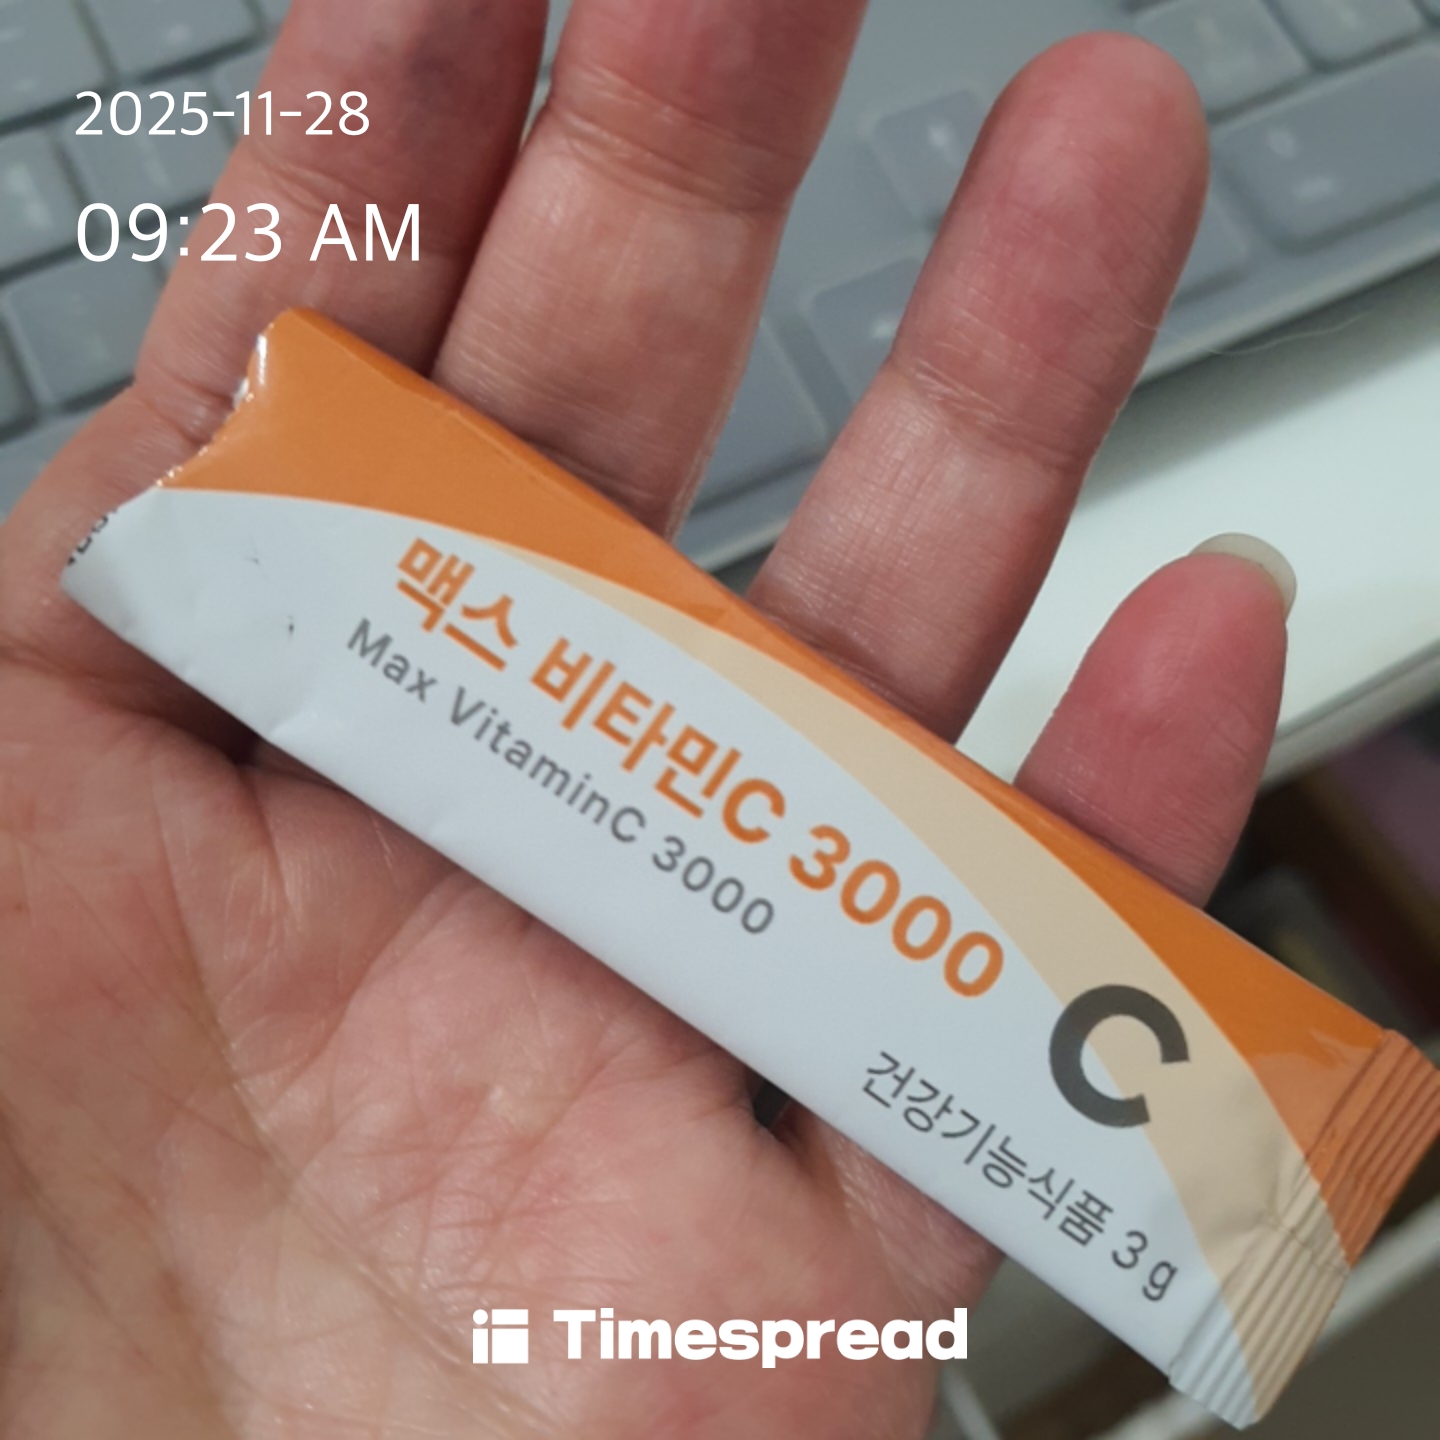 2025-11-28
09:23 AM
맥스 비타민C 3000
Max VitaminC 3000
C
건강기능식품 3 g
Timespread